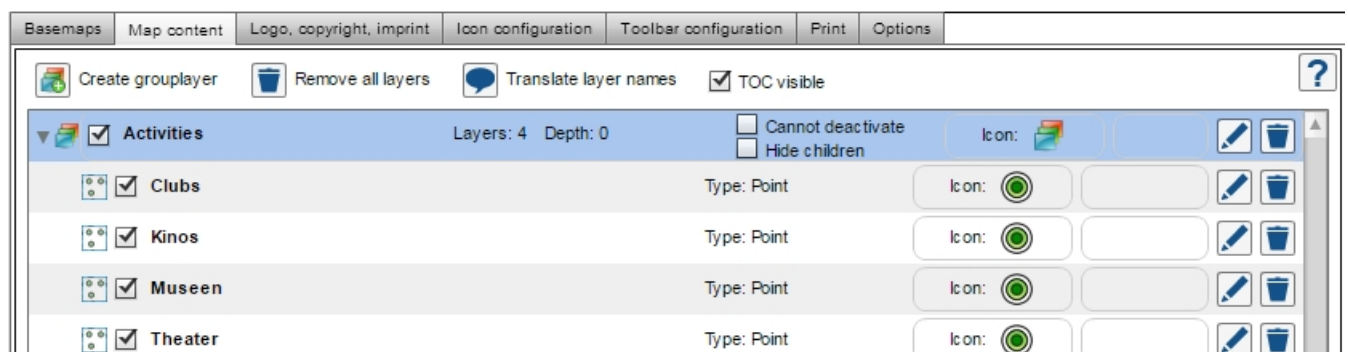 Basemaps Map content Logo, copyright, imprint Icon configuration Toolbar configuration Print Options
Create grouplayer Remove all layers Translate layer names TOC visible ?
Activities Layers: 4 Depth: 0 Cannot deactivate Icon:
Hide children
Clubs Type: Point Icon:
Kinos Type: Point Icon:
Museen Type: Point Icon:
Theater Type: Point Icon: